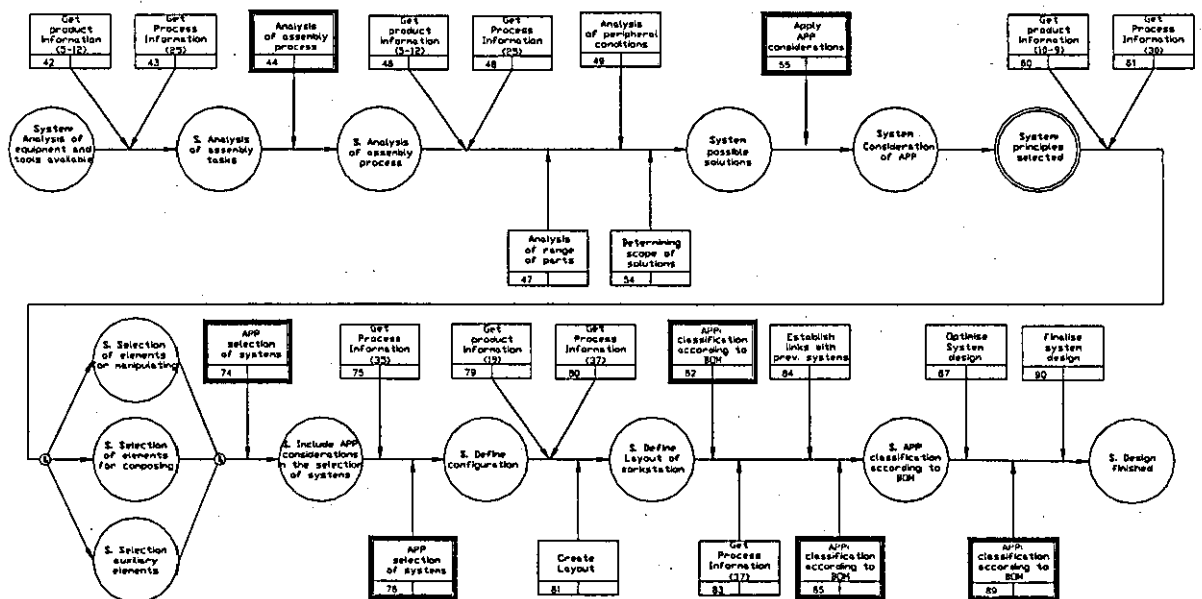 Get
product
Information
(5-12)
42
Get
Process
Information
(25)
43
Analysis
of assembly
process
44
Get
product
Information
(5-12)
Get
Process
Information
(25)
48
Analysis
of peripheral
conditions
49
Apply
APP
considerations
55
Get
product
Information
60
Get
Process
Information
61
System
Analysis of
equipment and
tools available
S. Analysis
of assembly
tasks
S. Analysis
of assembly
process
System
possible
solutions
System
Consideration
of APP
System
principles
selected
Analysis
of range
of parts
47
Determining
scope of
solutions
54
S. Selection
of elements
for manipulating
S. Selection
of elements
for composing
S. Selection
auxiliary
elements
&
&
APP
selection
of systems
74
Get
Process
Information
(35)
75
Get
product
Information
(19)
79
Get
Process
Information
(37)
80
APP:
classification
according to
BOM
82
Establish
links with
prev. systems
84
Optimise
System
design
87
Finalise
system
design
90
S. Include APP
considerations
in the selection
of systems
S. Define
configuration
S. Define
Layout of
workstation
S. APP
classification
according to
BOM
S. Design
finished
APP
selection
of systems
Create
Layout
81
Get
Process
Information
(37)
83
APP:
classification
according to
BOM
85
APP:
classification
according to
BOM
89